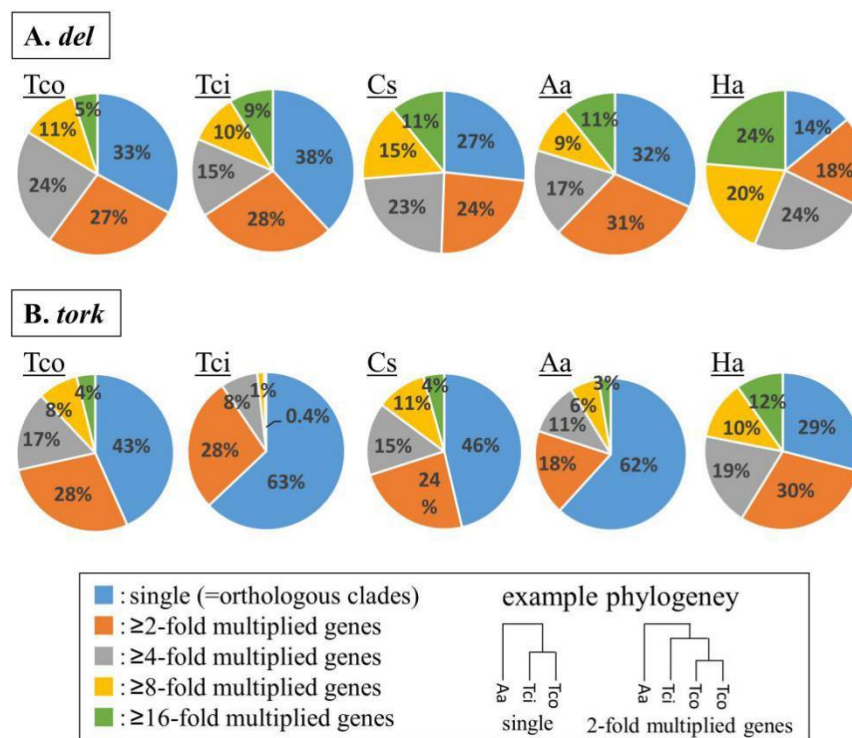 A. del
Tco
Tci
Cs
Aa
Ha
5%
11%
33%
24%
27%
9%
10%
38%
15%
28%
11%
15%
27%
23%
24%
11%
9%
32%
17%
31%
24%
14%
18%
20%
24%
B. tork
Tco
Tci
Cs
Aa
Ha
4%
8%
43%
17%
28%
1%
8%
0.4%
28%
63%
4%
11%
46%
15%
24
%
3%
6%
11%
18%
62%
12%
10%
29%
19%
30%
: single (=orthologous clades)
: ≥2-fold multiplied genes
: ≥4-fold multiplied genes
: ≥8-fold multiplied genes
: ≥16-fold multiplied genes
example phylogeney
Aa
Tci
Tco
single
Aa
Tci
Tco
Tco
2-fold multiplied genes